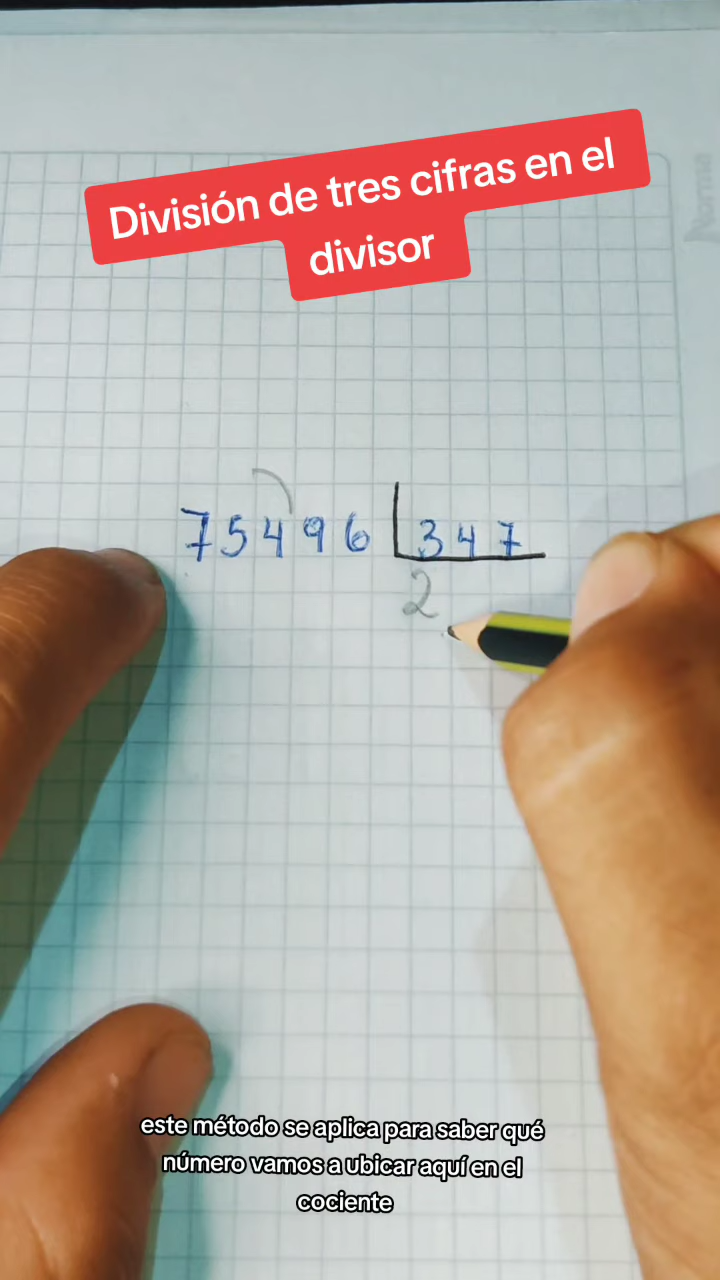 División de tres cifras en el
divisor
75496 347
2
este método se aplica para saber qué
número vamos a ubicar aquí en el
cociente